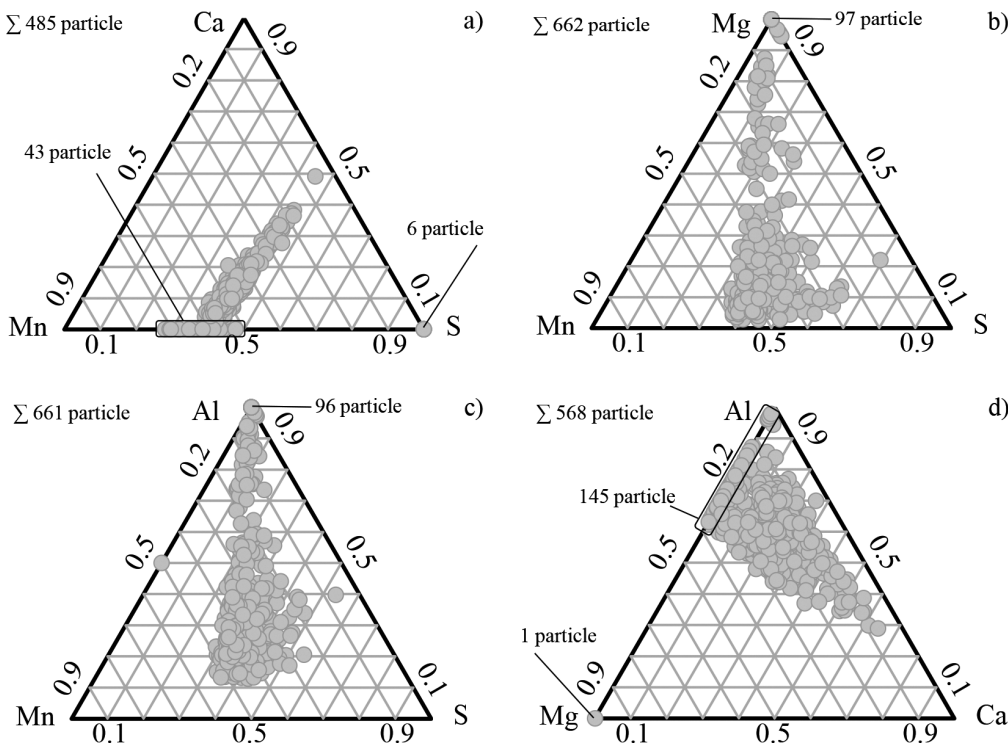 ∑ 485 particle
Ca
a)
0.9
0.2
43 particle
0.5
0.5
6 particle
0.9
0.1
Mn
S
0.1
0.5
0.9
∑ 662 particle
Mg
97 particle
b)
0.9
0.2
0.5
0.5
0.9
0.1
Mn
S
0.1
0.5
0.9
∑ 661 particle
Al
96 particle
c)
0.9
0.2
0.5
0.5
0.9
0.1
Mn
S
0.1
0.5
0.9
∑ 568 particle
Al
d)
0.9
0.2
145 particle
0.5
0.5
1 particle
0.9
0.1
Mg
Ca
0.1
0.5
0.9